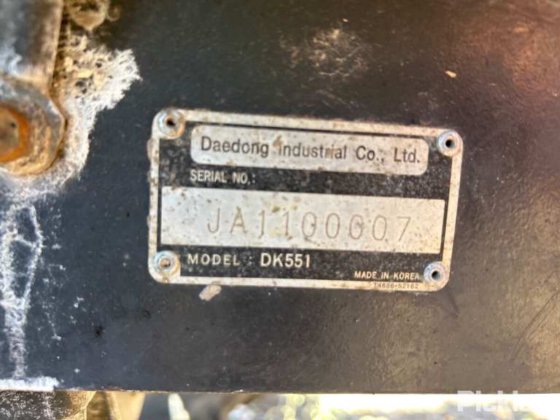 Daedong Industrial Co., Ltd.
SERIAL NO.:
JA1100007
MODEL : DK551
MADE IN KOREA